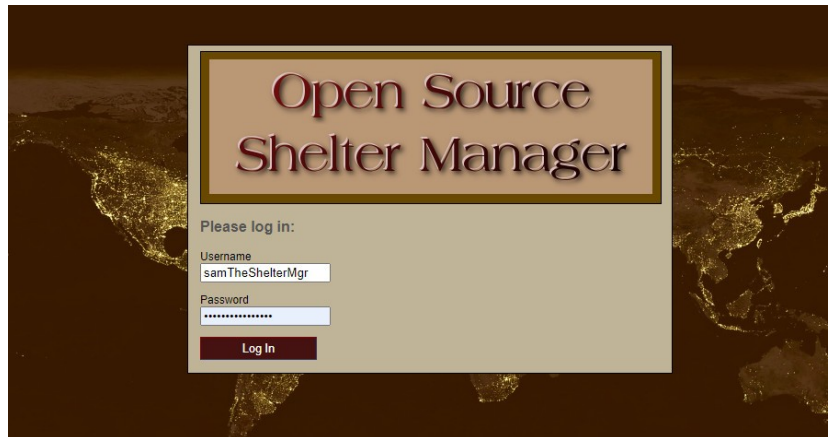 Open Source
Shelter Manager
Please log in:
Username
samTheShelterMgr
Password
••••••••••••••••
Log In